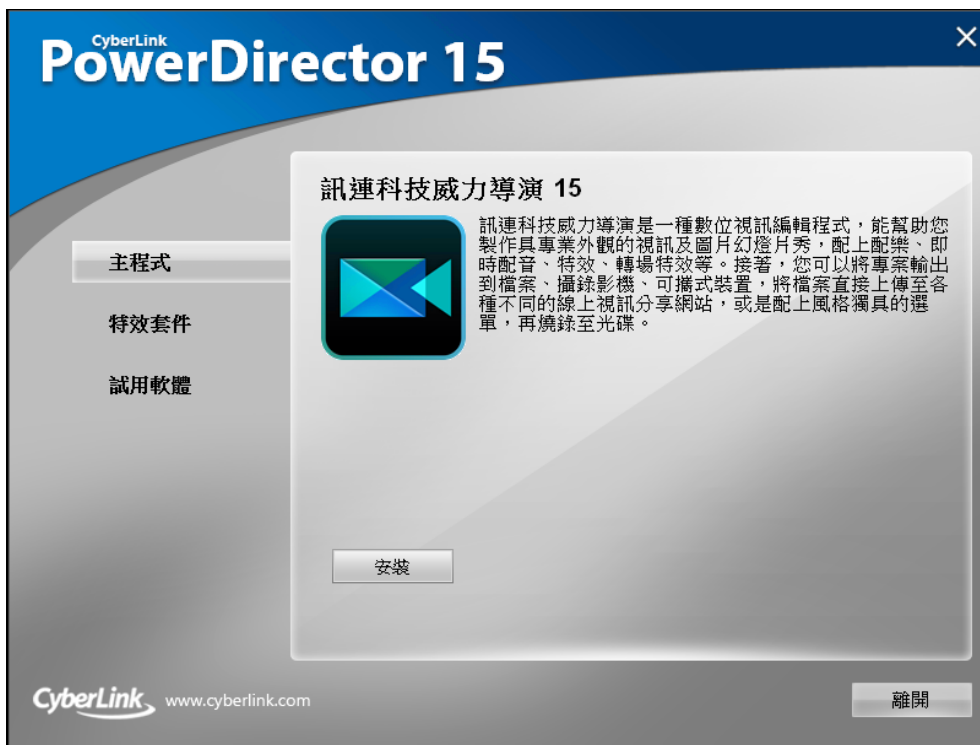 CyberLink
PowerDirector 15
訊連科技威力導演 15
主程式
特效套件
試用軟體
訊連科技威力導演是一種數位視訊編輯程式，能幫助您
製作具專業外觀的視訊及圖片幻燈片秀，配上配樂、即
時配音、特效、轉場特效等。接著，您可以將專案輸出
到檔案、攝錄影機、可攜式裝置，將檔案直接上傳至各
種不同的線上視訊分享網站，或是配上風格獨具的選
單，再燒錄至光碟。
安裝
CyberLink www.cyberlink.com
離開